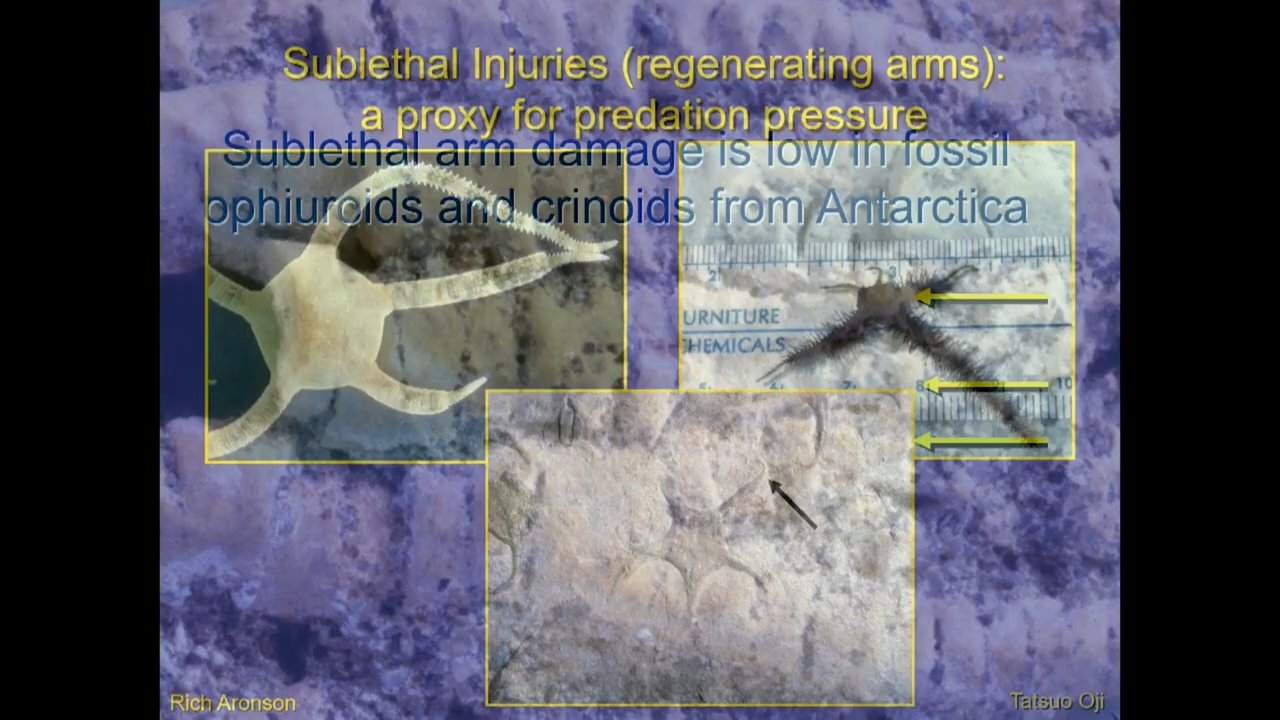 Sublethal Injuries (regenerating arms):
a proxy for predation pressure
Sublethal arm damage is low in fossil
ophiuroids and crinoids from Antarctica
URNITURE
HEMICALS
10
Rich Aronson
Tatsuo Oji